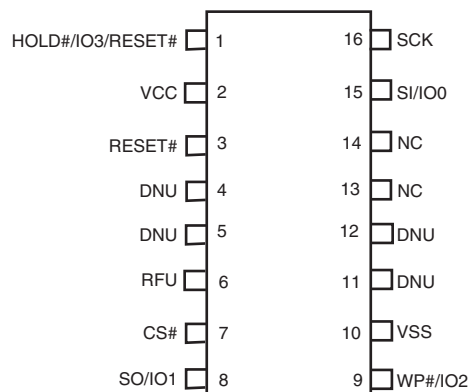 HOLD#/IO3/RESET# 1 16 SCK
VCC 2 15 SI/IO0
RESET# 3 14 NC
DNU 4 13 NC
DNU 5 12 DNU
RFU 6 11 DNU
CS# 7 10 VSS
SO/IO1 8 9 WP#/IO2